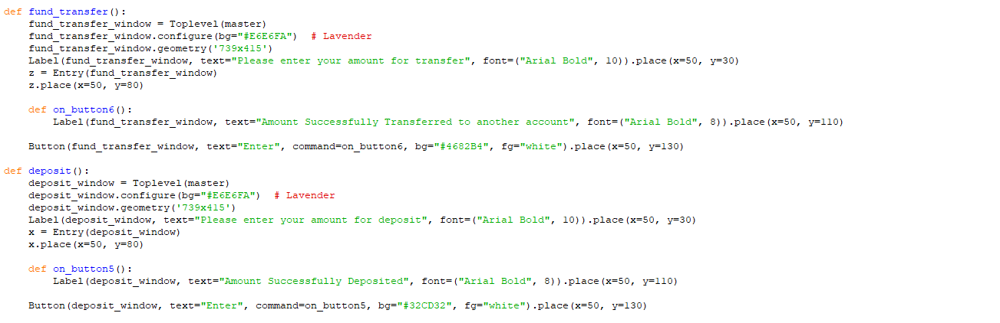 def fund_transfer():
    fund_transfer_window = Toplevel(master)
    fund_transfer_window.configure(bg="#E6E6FA")  # Lavender
    fund_transfer_window.geometry('739x415')
    Label(fund_transfer_window, text="Please enter your amount for transfer", font=("Arial Bold", 10)).place(x=50, y=30)
    z = Entry(fund_transfer_window)
    z.place(x=50, y=80)

    def on_button6():
        Label(fund_transfer_window, text="Amount Successfully Transferred to another account", font=("Arial Bold", 8)).place(x=50, y=110)

    Button(fund_transfer_window, text="Enter", command=on_button6, bg="#4682B4", fg="white").place(x=50, y=130)

def deposit():
    deposit_window = Toplevel(master)
    deposit_window.configure(bg="#E6E6FA")  # Lavender
    deposit_window.geometry('739x415')
    Label(deposit_window, text="Please enter your amount for deposit", font=("Arial Bold", 10)).place(x=50, y=30)
    x = Entry(deposit_window)
    x.place(x=50, y=80)

    def on_button5():
        Label(deposit_window, text="Amount Successfully Deposited", font=("Arial Bold", 8)).place(x=50, y=110)

    Button(deposit_window, text="Enter", command=on_button5, bg="#32CD32", fg="white").place(x=50, y=130)